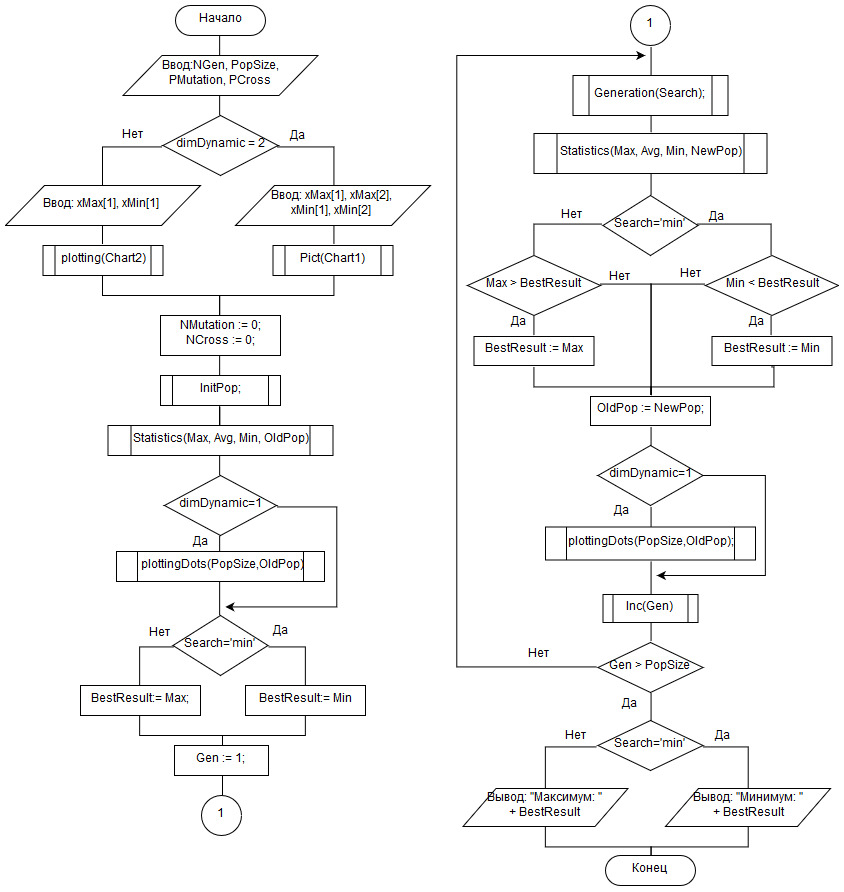 Начало
Ввод:NGen, PopSize,
PMutation, PCross
dimDynamic = 2
Нет
Да
Ввод: xMax[1], xMin[1]
Ввод: xMax[1], xMax[2],
xMin[1], xMin[2]
plotting(Chart2)
Pict(Chart1)
NMutation := 0;
NCross := 0;
InitPop;
Statistics(Max, Avg, Min, OldPop)
dimDynamic=1
Да
plottingDots(PopSize,OldPop)
Search='min'
Нет
Да
BestResult:= Max;
BestResult:= Min
Gen := 1;
1
1
Generation(Search);
Statistics(Max, Avg, Min, NewPop)
Search='min'
Нет
Да
Max > BestResult
Нет
Нет
Min < BestResult
Да
Да
BestResult := Max
BestResult := Min
OldPop := NewPop;
dimDynamic=1
Да
plottingDots(PopSize,OldPop);
Inc(Gen)
Нет
Gen > PopSize
Да
Search='min'
Нет
Да
Вывод: "Максимум: "
+ BestResult
Вывод: "Минимум: "
+ BestResult
Конец